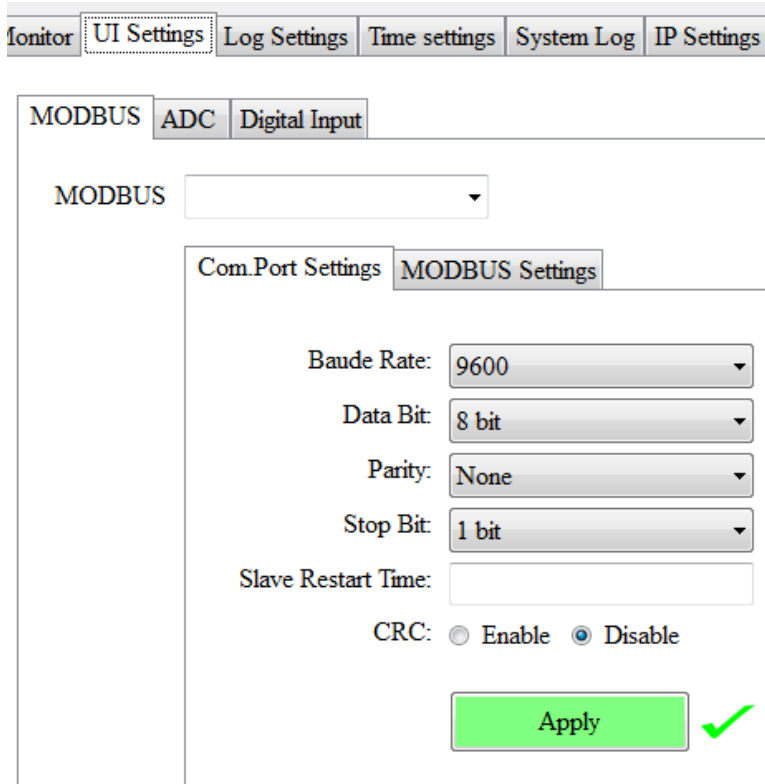 Monitor UI Settings Log Settings Time settings System Log IP Settings
MODBUS ADC Digital Input
MODBUS
Com.Port Settings MODBUS Settings
Baude Rate: 9600
Data Bit: 8 bit
Parity: None
Stop Bit: 1 bit
Slave Restart Time:
CRC: Enable Disable
Apply